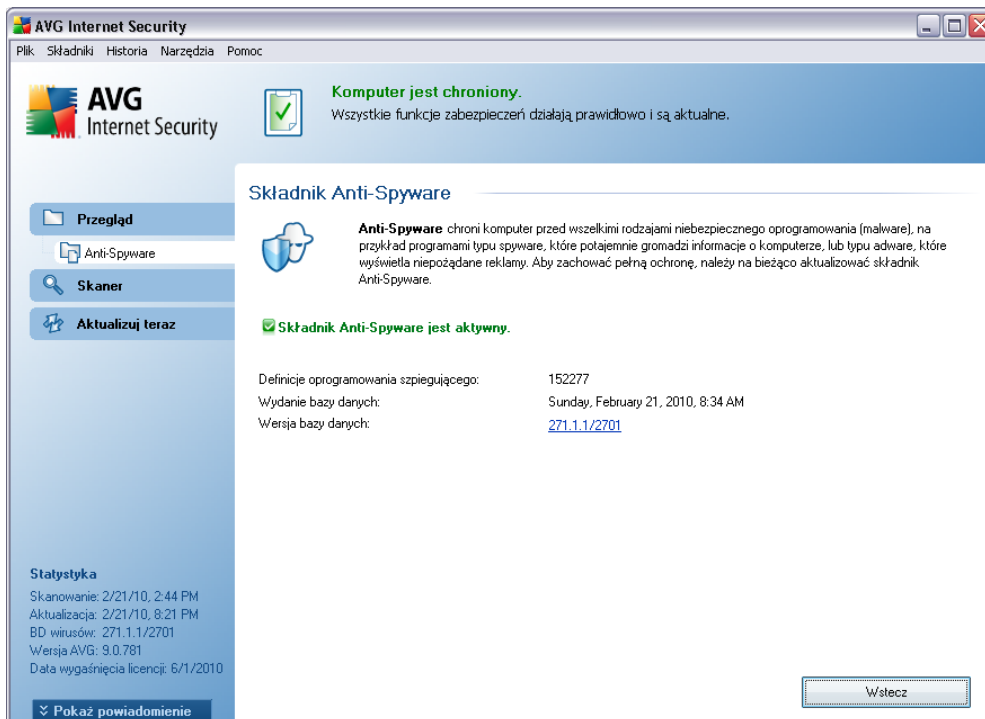 AVG Internet Security
Plik Składniki Historia Narzędzia Pomoc
AVG
Internet Security
Komputer jest chroniony.
Wszystkie funkcje zabezpieczeń działają prawidłowo i są aktualne.
Przegląd
Anti-Spyware
Skaner
Aktualizuj teraz
Składnik Anti-Spyware
Anti-Spyware chroni komputer przed wszelkimi rodzajami niebezpiecznego oprogramowania (malware), na
przykład programami typu spyware, które potajemnie gromadzi informacje o komputerze, lub typu adware, które
wyświetla niepożądane reklamy. Aby zachować pełną ochronę, należy na bieżąco aktualizować składnik
Anti-Spyware.
Składnik Anti-Spyware jest aktywny.
Definicje oprogramowania szpiegującego: 152277
Wydanie bazy danych: Sunday, February 21, 2010, 8:34 AM
Wersja bazy danych: 271.1.1/2701
Statystyka
Skanowanie: 2/21/10, 2:44 PM
Aktualizacja: 2/21/10, 8:21 PM
BD wirusów: 271.1.1/2701
Wersja AVG: 9.0.781
Data wygaśnięcia licencji: 6/1/2010
Pokaż powiadomienie
Wstecz